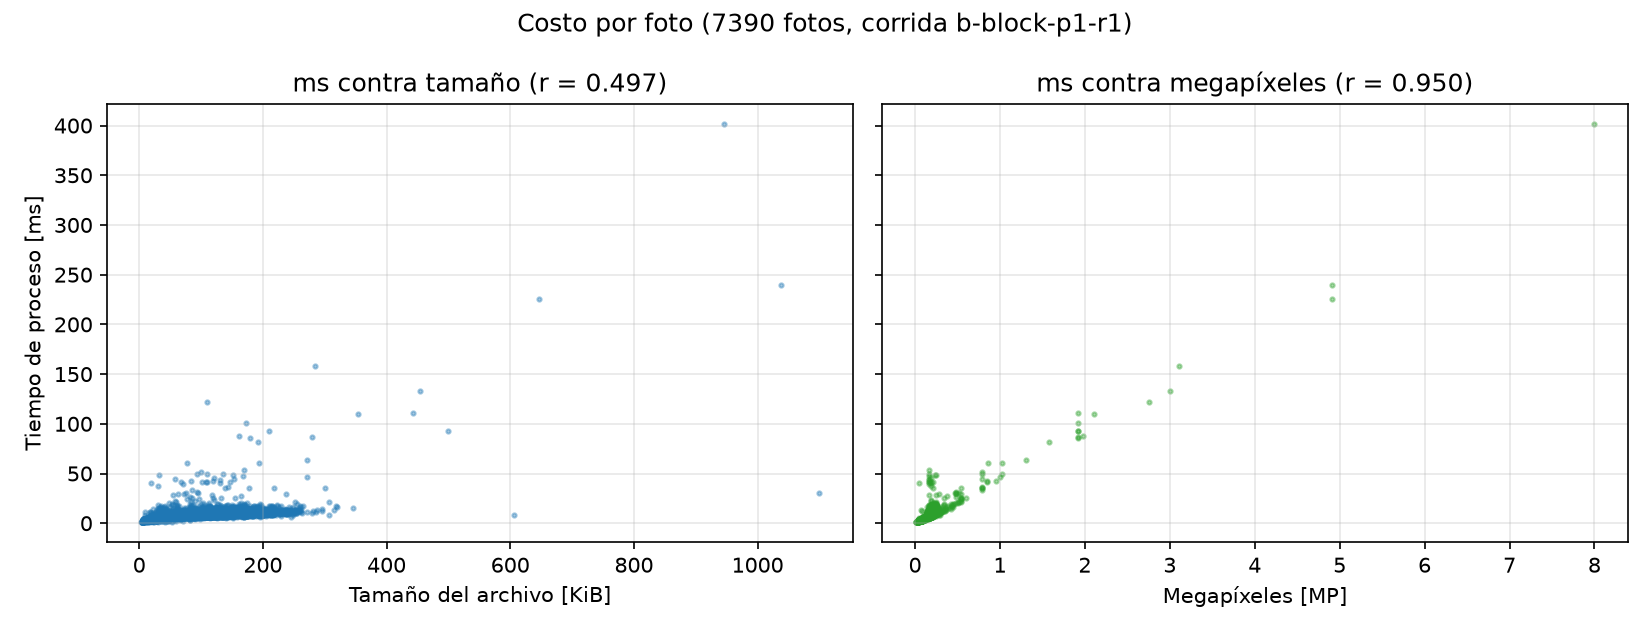 Costo por foto (7390 fotos, corrida b-block-p1-r1)
ms contra tamaño (r = 0.497)
ms contra megapíxeles (r = 0.950)
Tiempo de proceso [ms]
400
350
300
250
200
150
100
50
0
0 200 400 600 800 1000
0 1 2 3 4 5 6 7 8
Tamaño del archivo [KiB]
Megapíxeles [MP]